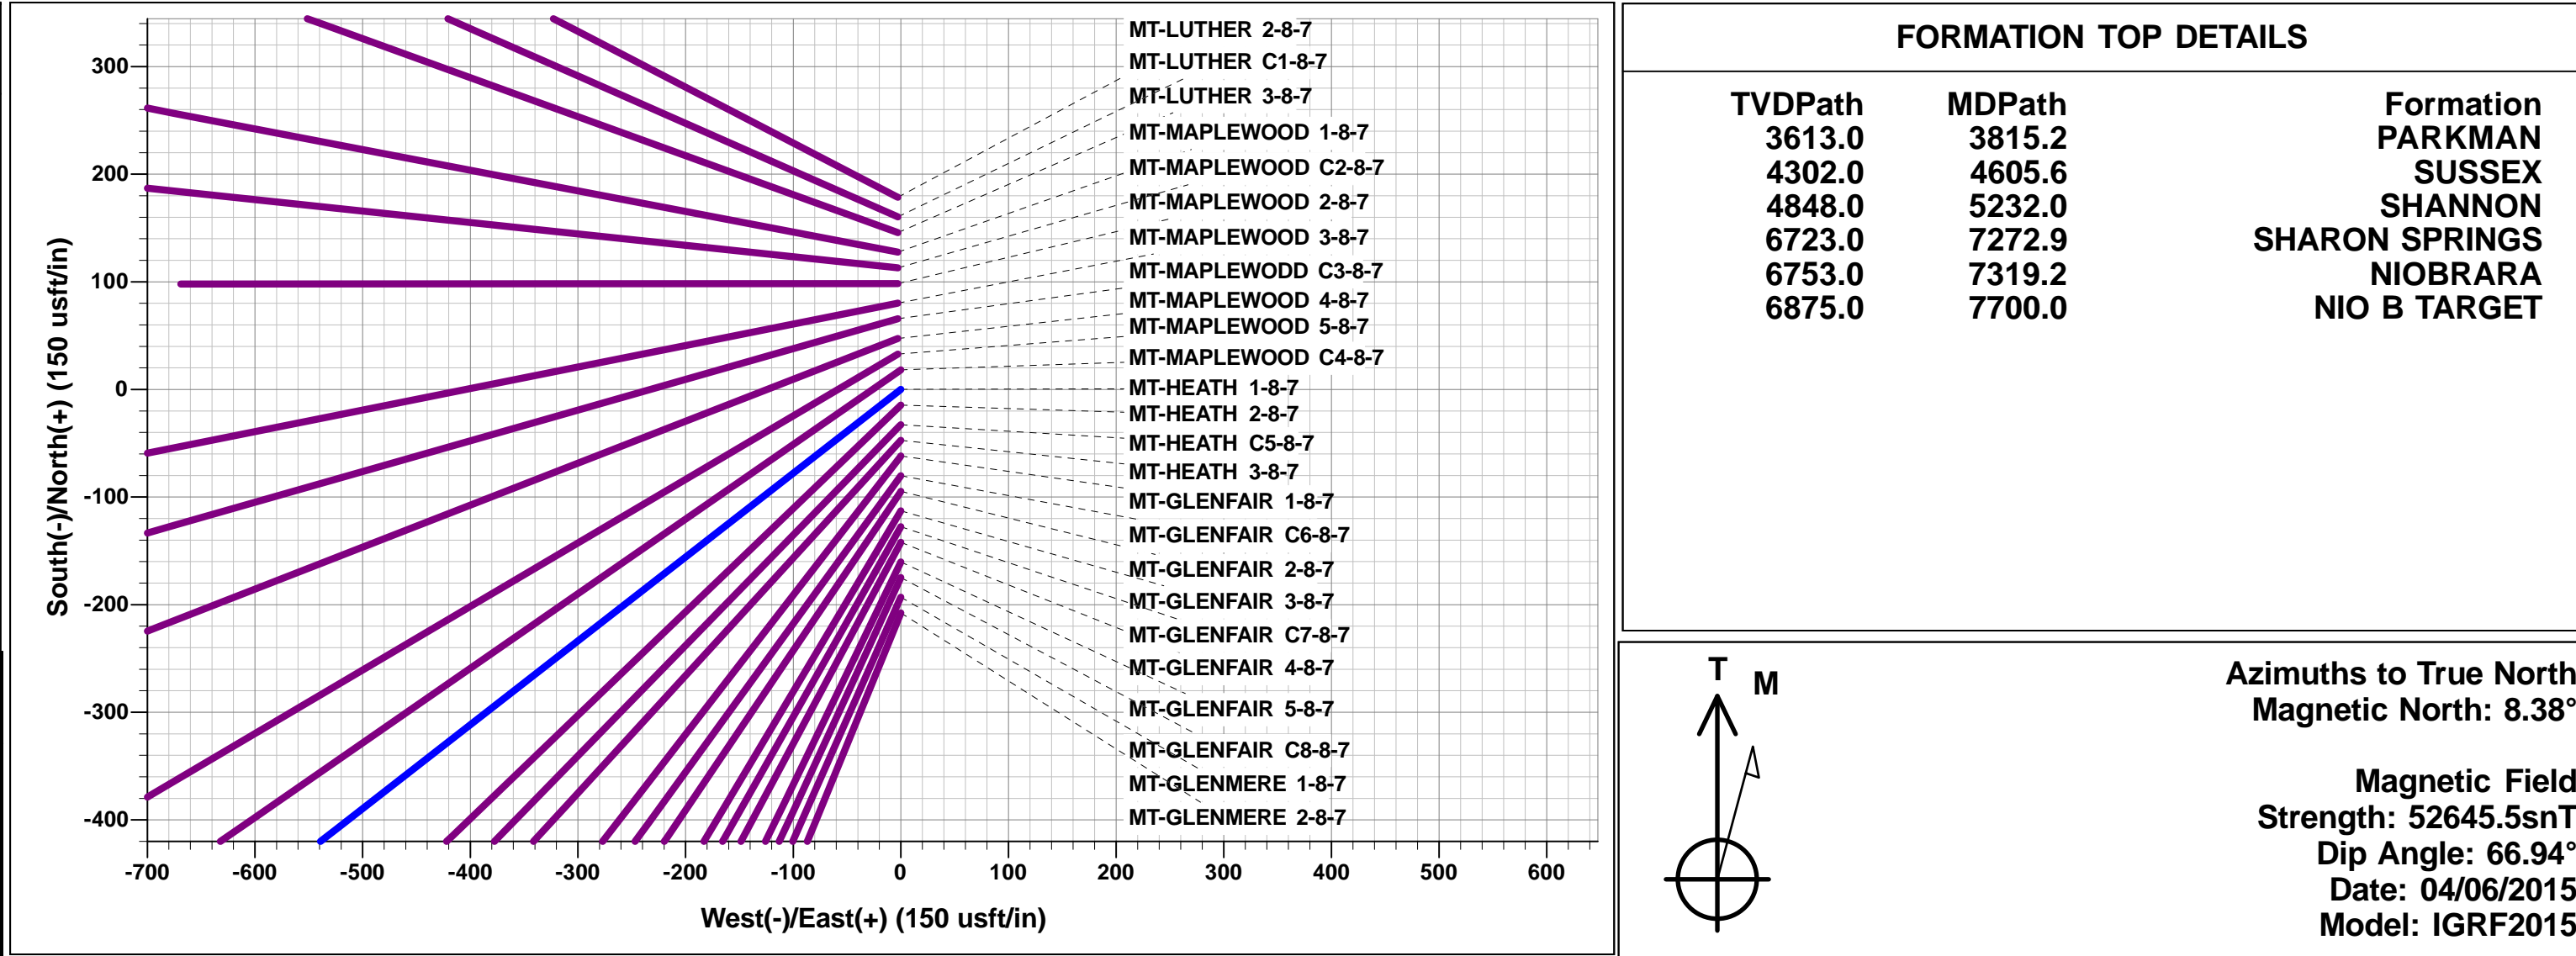 South(-)/North(+) (150 usft/in)
300
200
100
0
-100
-200
-300
-400
-700 -600 -500 -400 -300 -200 -100 0 100 200 300 400 500 600
West(-)/East(+) (150 usft/in)
MT-LUTHER 2-8-7
MT-LUTHER C1-8-7
MT-LUTHER 3-8-7
MT-MAPLEWOOD 1-8-7
MT-MAPLEWOOD C2-8-7
MT-MAPLEWOOD 2-8-7
MT-MAPLEWOOD 3-8-7
MT-MAPLEWODD C3-8-7
MT-MAPLEWOOD 4-8-7
MT-MAPLEWOOD 5-8-7
MT-MAPLEWOOD C4-8-7
MT-HEATH 1-8-7
MT-HEATH 2-8-7
MT-HEATH C5-8-7
MT-HEATH 3-8-7
MT-GLENFAIR 1-8-7
MT-GLENFAIR C6-8-7
MT-GLENFAIR 2-8-7
MT-GLENFAIR 3-8-7
MT-GLENFAIR C7-8-7
MT-GLENFAIR 4-8-7
MT-GLENFAIR 5-8-7
MT-GLENFAIR C8-8-7
MT-GLENMERE 1-8-7
MT-GLENMERE 2-8-7
FORMATION TOP DETAILS
TVDPath MDPath Formation
3613.0 3815.2 PARKMAN
4302.0 4605.6 SUSSEX
4848.0 5232.0 SHANNON
6723.0 7272.9 SHARON SPRINGS
6753.0 7319.2 NIOBRARA
6875.0 7700.0 NIO B TARGET
T
M
Azimuths to True North
Magnetic North: 8.38°
Magnetic Field
Strength: 52645.5snT
Dip Angle: 66.94°
Date: 04/06/2015
Model: IGRF2015